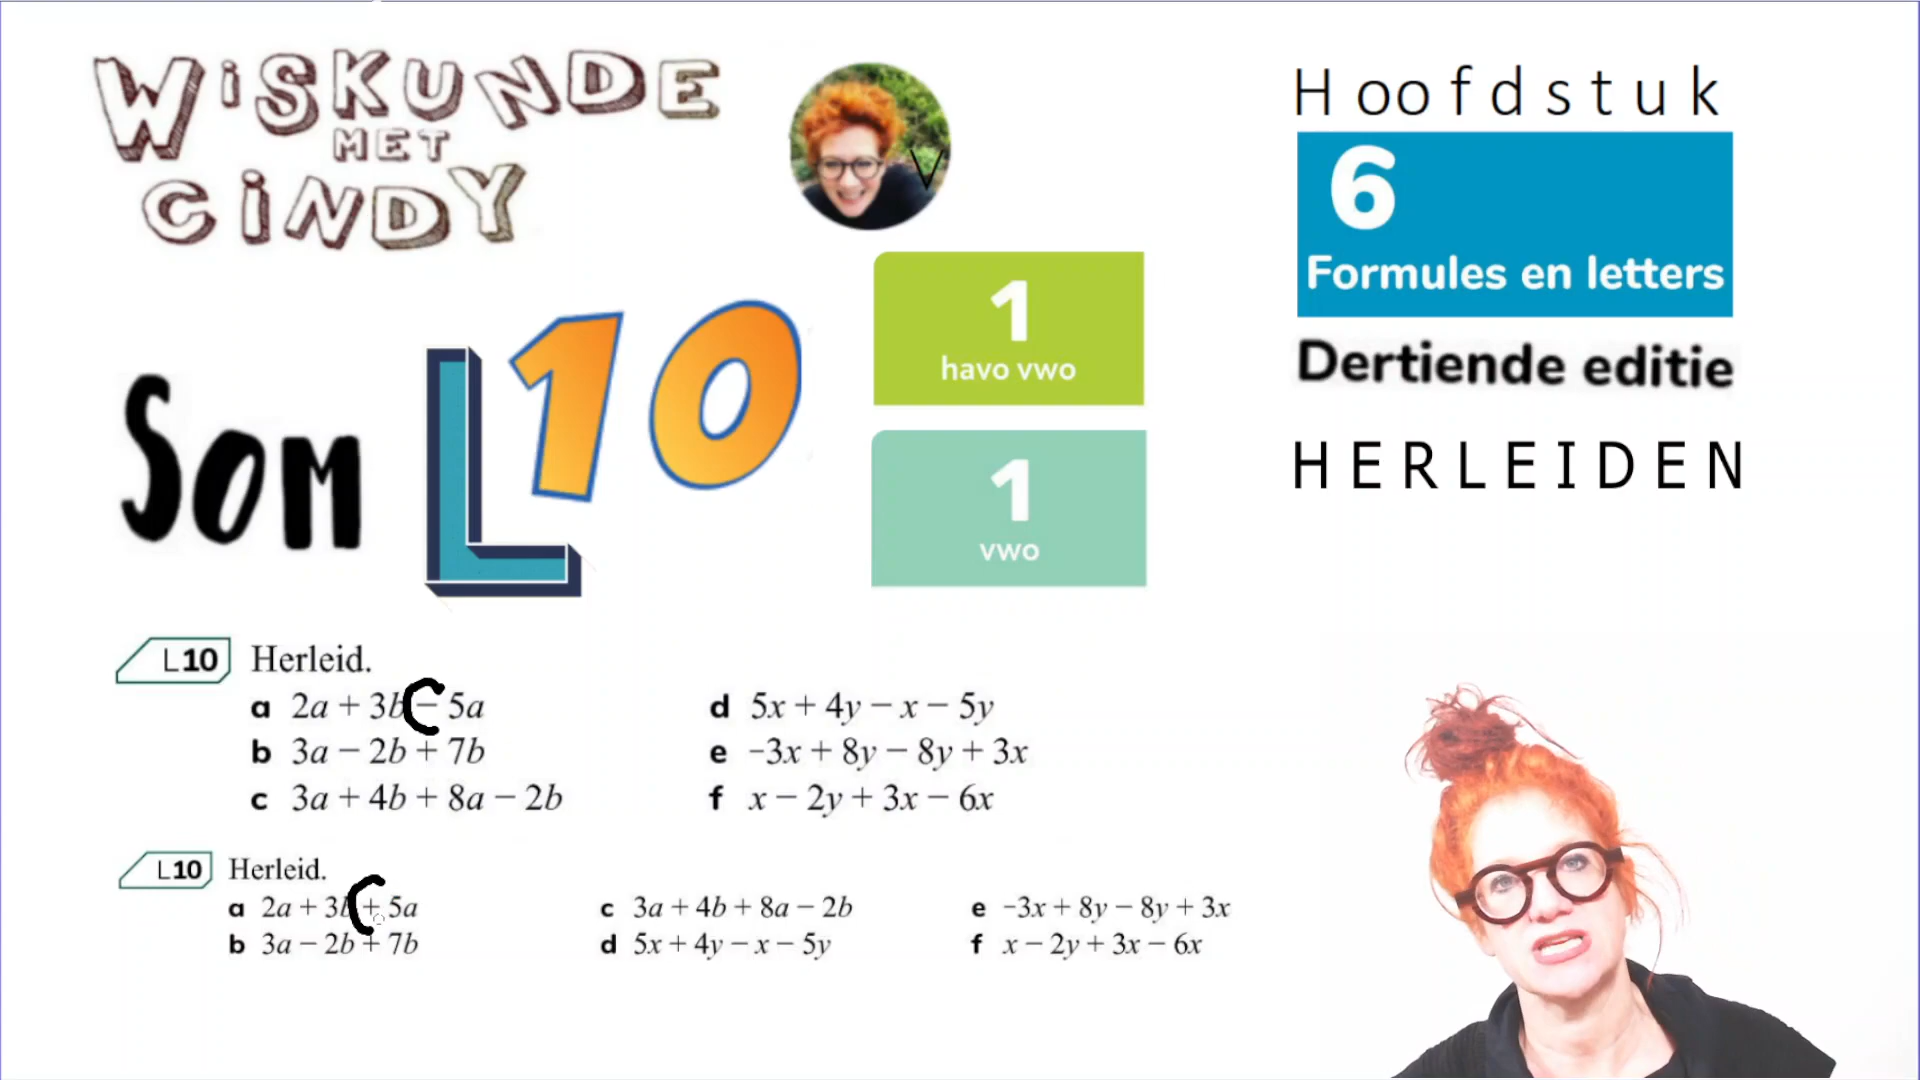 WiSKUNDE
MET
CiNDY
V
Hoofdstuk
6
Formules en letters
Dertiende editie
HERLEIDEN
1
havo vwo
1
vwo
Som L10
L10 Herleid.
a 2a + 3b − 5a
b 3a − 2b + 7b
c 3a + 4b + 8a − 2b
d 5x + 4y − x − 5y
e −3x + 8y − 8y + 3x
f x − 2y + 3x − 6x
L10 Herleid.
a 2a + 3b + 5a
b 3a − 2b + 7b
c 3a + 4b + 8a − 2b
d 5x + 4y − x − 5y
e −3x + 8y − 8y + 3x
f x − 2y + 3x − 6x